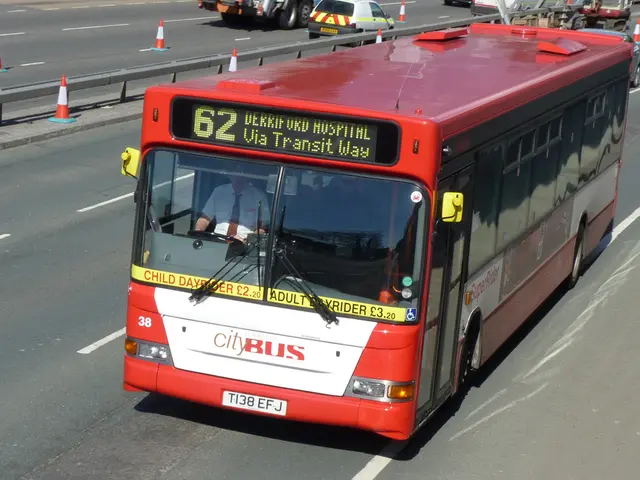 62 DERRIFORD HOSPITAL
Via Transit Way
CHILD DAYRIDER £2.20
ADULT DAYRIDER £3.20
38
cityBUS
T138 EFJ